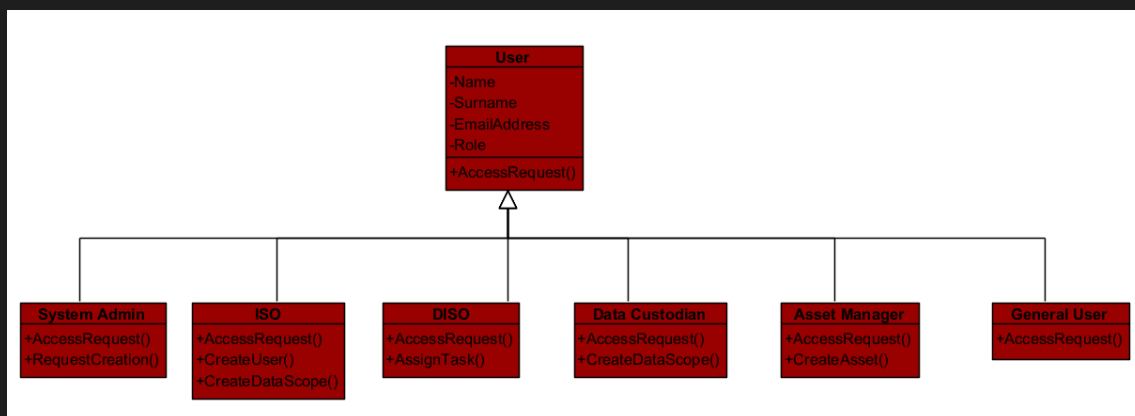 User
-Name
-Surname
-EmailAddress
-Role
+AccessRequest()
System Admin
+AccessRequest()
+RequestCreation()
ISO
+AccessRequest()
+CreateUser()
+CreateDataScope()
DISO
+AccessRequest()
+AssignTask()
Data Custodian
+AccessRequest()
+CreateDataScope()
Asset Manager
+AccessRequest()
+CreateAsset()
General User
+AccessRequest()